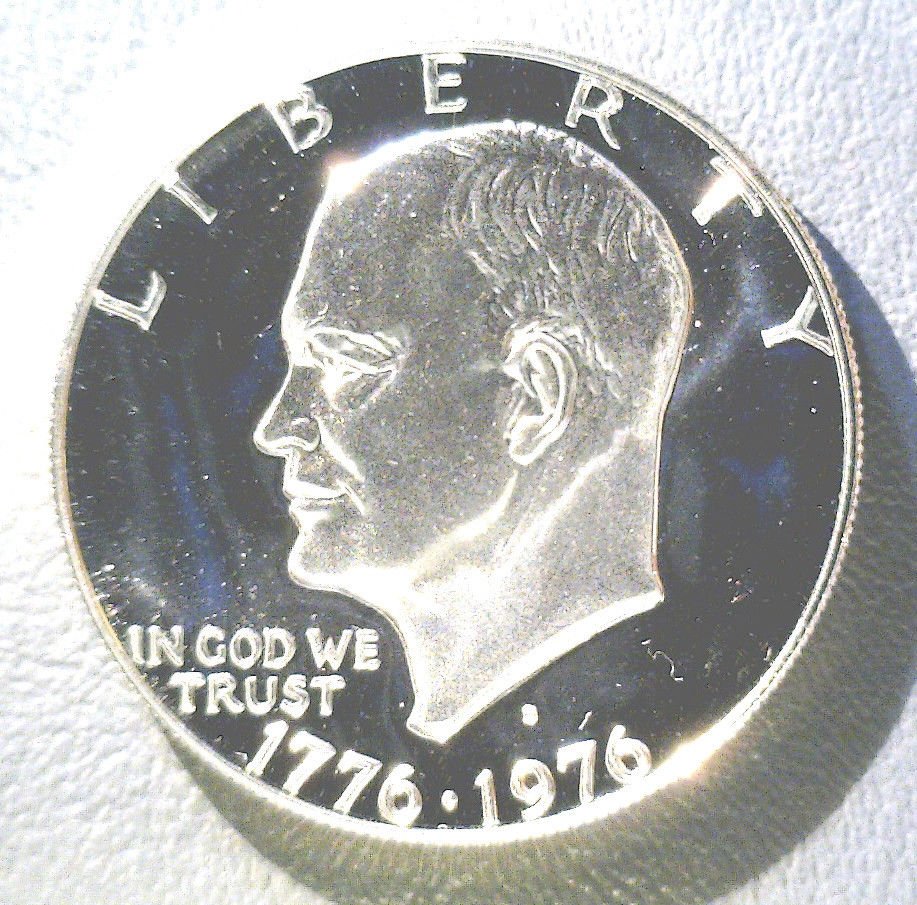 LIBERTY
IN GOD WE
TRUST
S
1776 · 1976